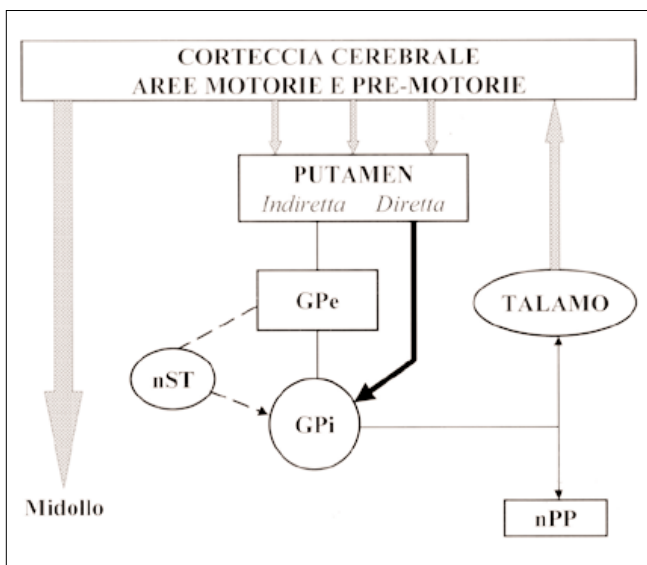 CORTECCIA CEREBRALE
AREE MOTORIE E PRE-MOTORIE
PUTAMEN
Indiretta Diretta
GPe
TALAMO
nST
GPi
Midollo
nPP